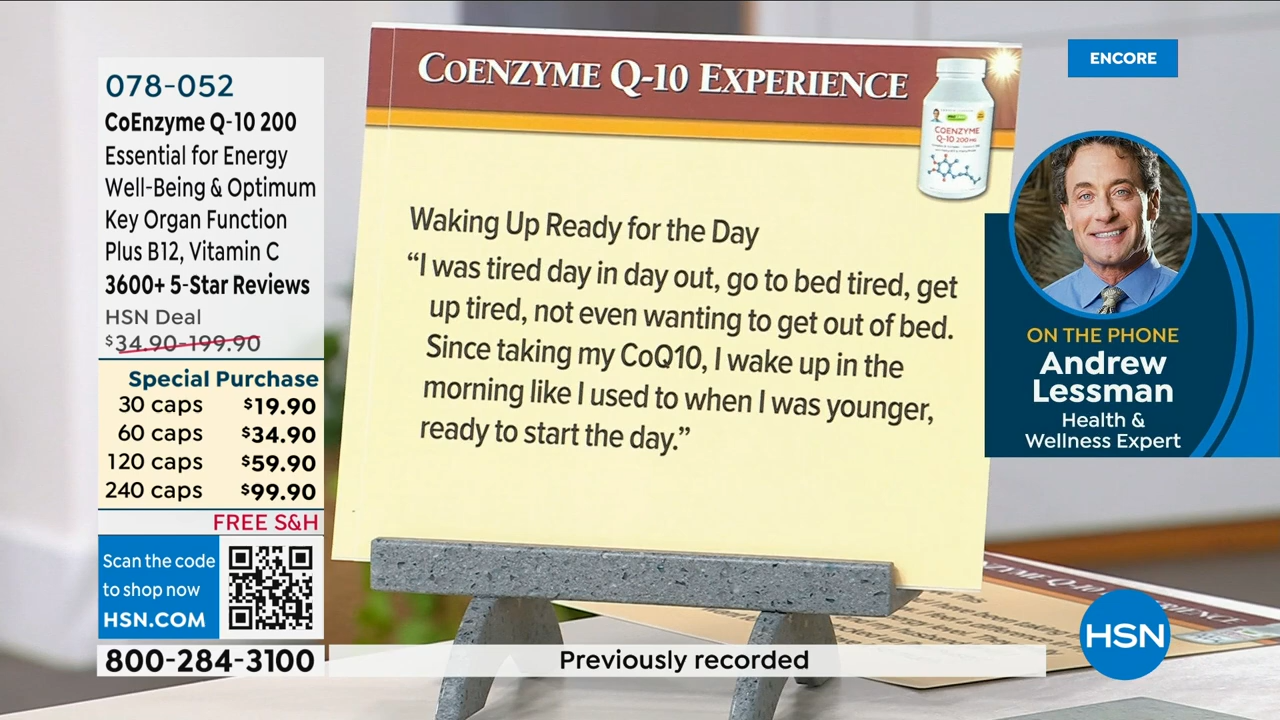 078-052
CoEnzyme Q-10 200
Essential for Energy
Well-Being & Optimum
Key Organ Function
Plus B12, Vitamin C
3600+ 5-Star Reviews
HSN Deal
$34.90-199.90
Special Purchase
30 caps $19.90
60 caps $34.90
120 caps $59.90
240 caps $99.90
FREE S&H
Scan the code
to shop now
HSN.COM
800-284-3100
COENZYME Q-10 EXPERIENCE
COENZYME
Q-10 200
Waking Up Ready for the Day
“I was tired day in day out, go to bed tired, get
up tired, not even wanting to get out of bed.
Since taking my CoQ10, I wake up in the
morning like I used to when I was younger,
ready to start the day.”
ENCORE
ON THE PHONE
Andrew
Lessman
Health &
Wellness Expert
HSN
Previously recorded